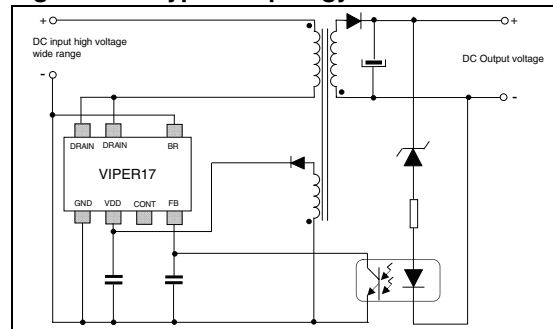 +
+
DC input high voltage
wide range
DC Output voltage
-
-
DRAIN
DRAIN
BR
VIPER17
GND
VDD
CONT
FB